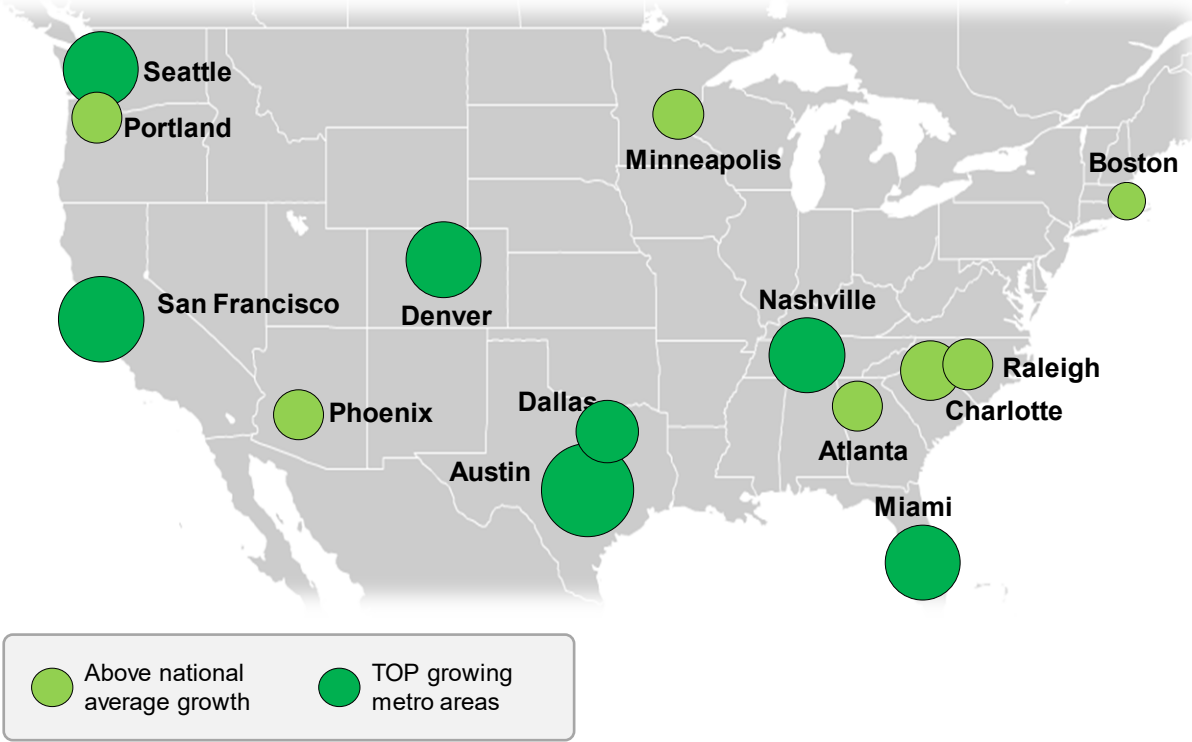 Seattle
Portland
Minneapolis
Boston
San Francisco
Denver
Nashville
Raleigh
Charlotte
Phoenix
Dallas
Atlanta
Austin
Miami
Above national
average growth
TOP growing
metro areas